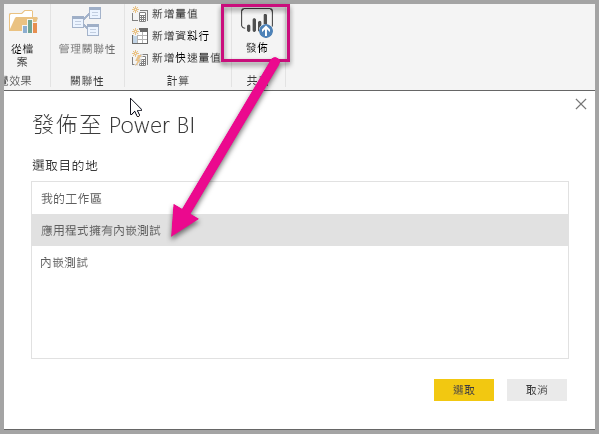 新增量值
從檔案
管理關聯性
新增資料行
新增快速量值
發佈
視效果
關聯性
計算
共
發佈至 Power BI
選取目的地
我的工作區
應用程式擁有內嵌測試
內嵌測試
選取
取消